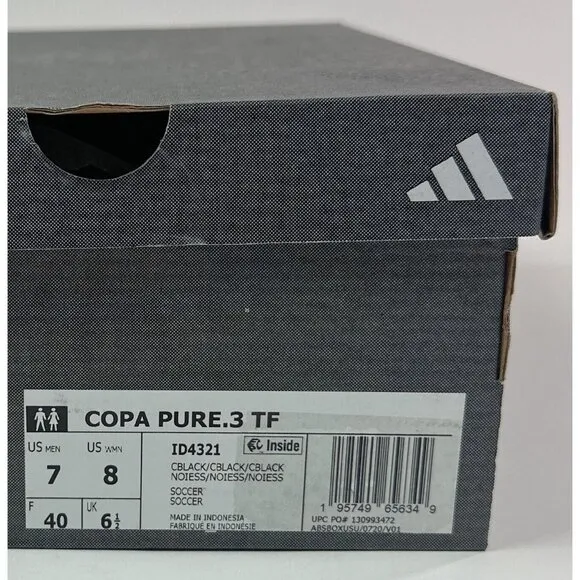 COPA PURE.3 TF
US MEN 7
US WMN 8
F 40
UK 6½
ID4321
Inside
CBLACK/CBLACK/CBLACK
NOIESS/NOIESS/NOIESS
SOCCER
SOCCER
MADE IN INDONESIA
FABRIQUÉ EN INDONÉSIE
1 95749 65634 9
UPC PO# 130993472
ABSBOXUSU/0720/V01